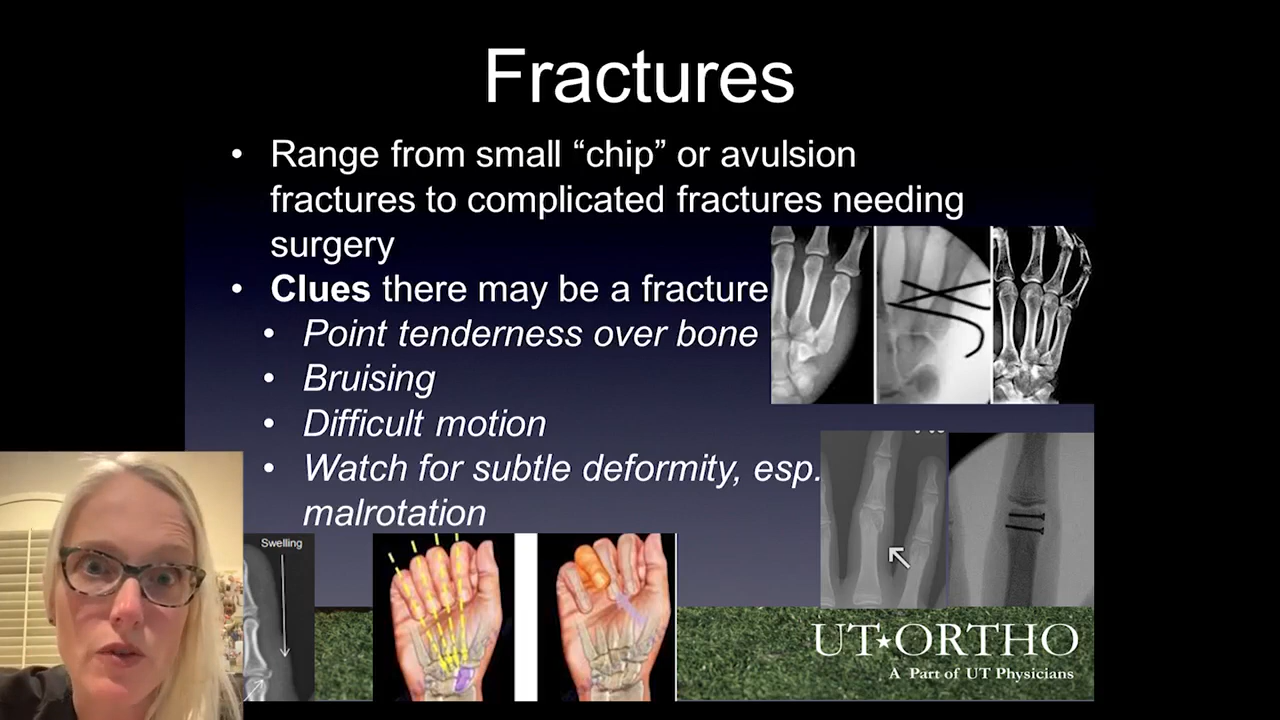 Fractures
• Range from small “chip” or avulsion
fractures to complicated fractures needing
surgery
• Clues there may be a fracture
• Point tenderness over bone
• Bruising
• Difficult motion
• Watch for subtle deformity, esp.
malrotation
Swelling
UT★ORTHO
A Part of UT Physicians